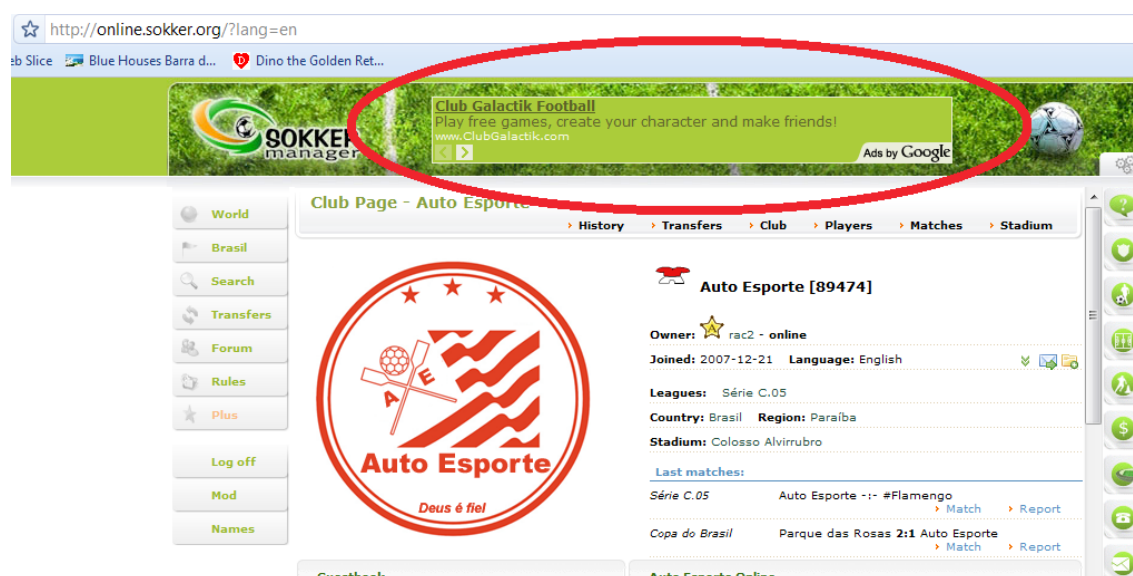 http://online.sokker.org/?lang=en
eb Slice Blue Houses Barra d... Dino the Golden Ret...
SOKKER
manager
Club Galactik Football
Play free games, create your character and make friends!
www.ClubGalactik.com
Ads by Google
Club Page - Auto Esporte
History Transfers Club Players Matches Stadium
World
Brasil
Search
Transfers
Forum
Rules
Plus
Log off
Mod
Names
A E
A E
Auto Esporte
Deus é fiel
Auto Esporte [89474]
Owner: A rac2 - online
Joined: 2007-12-21 Language: English
Leagues: Série C.05
Country: Brasil Region: Paraíba
Stadium: Colosso Alvirrubro
Last matches:
Série C.05 Auto Esporte -:- #Flamengo
Match Report
Copa do Brasil Parque das Rosas 2:1 Auto Esporte
Match Report
Guestbook
Auto Esporte Online